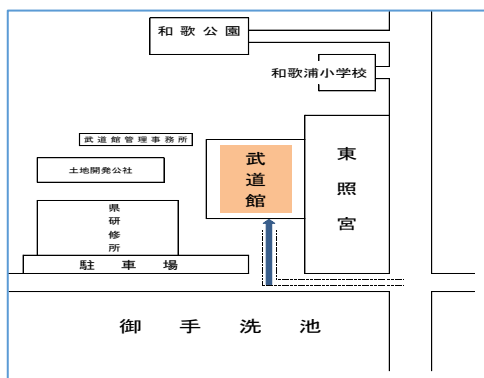 和歌公園
和歌浦小学校
武道館管理事務所
土地開発公社
武道館
東照宮
県研修所
駐車場
御手洗池